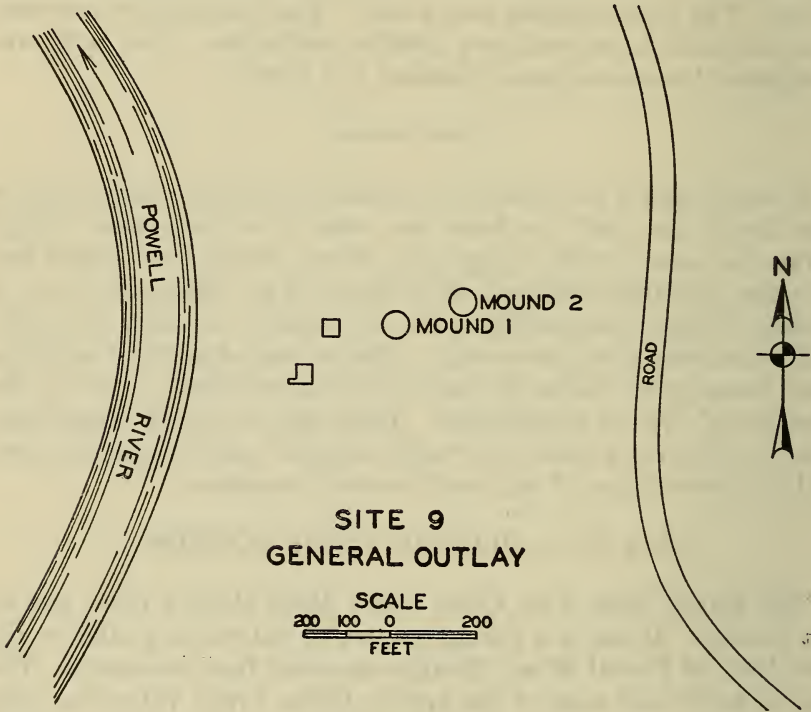 POWELL
RIVER
N
MOUND 2
MOUND 1
ROAD
SITE 9
GENERAL OUTLAY
SCALE
200 100 0 200
FEET